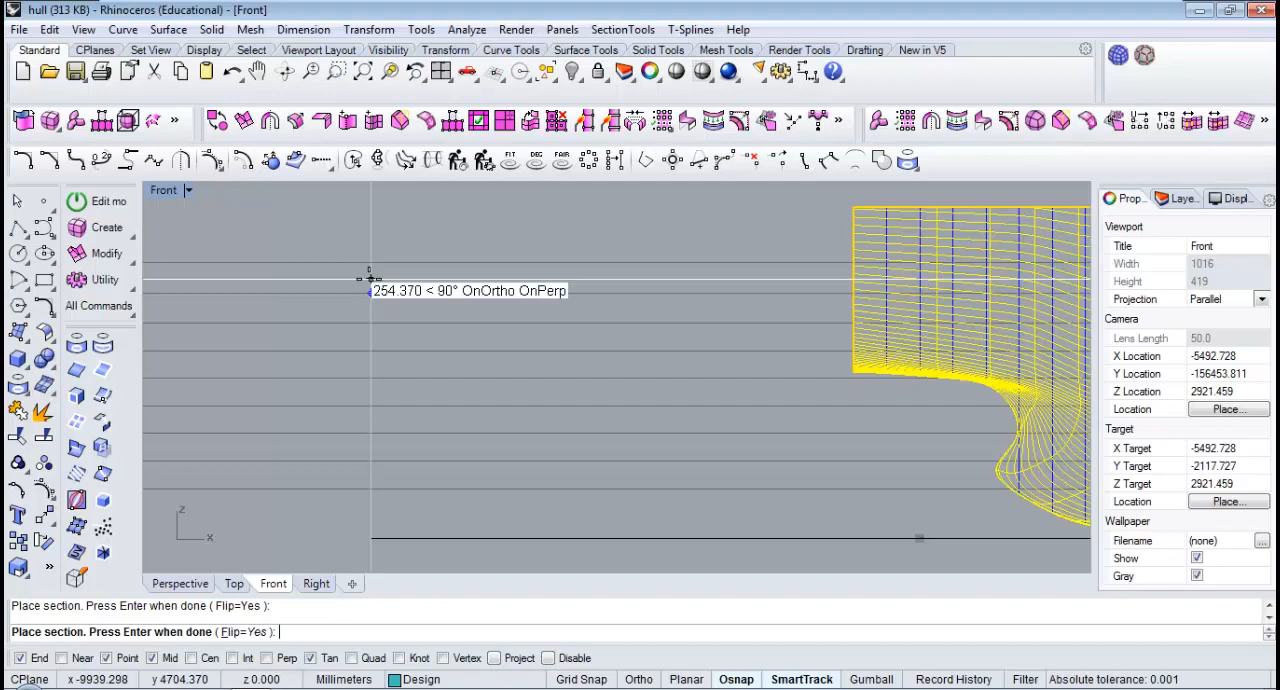 hull (313 KB) - Rhinoceros (Educational) - [Front]
File Edit View Curve Surface Solid Mesh Dimension Transform Tools Analyze Render Panels SectionTools T-Splines Help
Standard CPlanes Set View Display Select Viewport Layout Visibility Transform Curve Tools Surface Tools Solid Tools Mesh Tools Render Tools Drafting New in V5
FIT DEG FAIR
Front
Edit mo
Create
Modify
Utility
All Commands
254.370 < 90° OnOrtho OnPerp
z
x
Prop... Laye... Displ...
Viewport
Title Front
Width 1016
Height 419
Projection Parallel
Camera
Lens Length 50.0
X Location -5492.728
Y Location -156453.811
Z Location 2921.459
Location Place...
Target
X Target -5492.728
Y Target -2117.727
Z Target 2921.459
Location Place...
Wallpaper
Filename (none) ...
Show
Gray
Perspective Top Front Right
Place section. Press Enter when done ( Flip=Yes ):
Place section. Press Enter when done ( Flip=Yes ):
End Near Point Mid Cen Int Perp Tan Quad Knot Vertex Project Disable
CPlane x -9939.298 y 4704.370 z 0.000 Millimeters Design Grid Snap Ortho Planar Osnap SmartTrack Gumball Record History Filter Absolute tolerance: 0.001